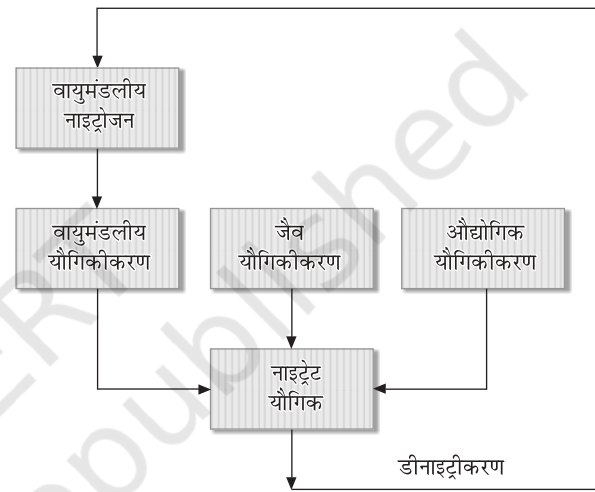 वायुमंडलीय
नाइट्रोजन
वायुमंडलीय
यौगिकीकरण
जैव
यौगिकीकरण
औद्योगिक
यौगिकीकरण
नाइट्रेट
यौगिक
डीनाइट्रीकरण